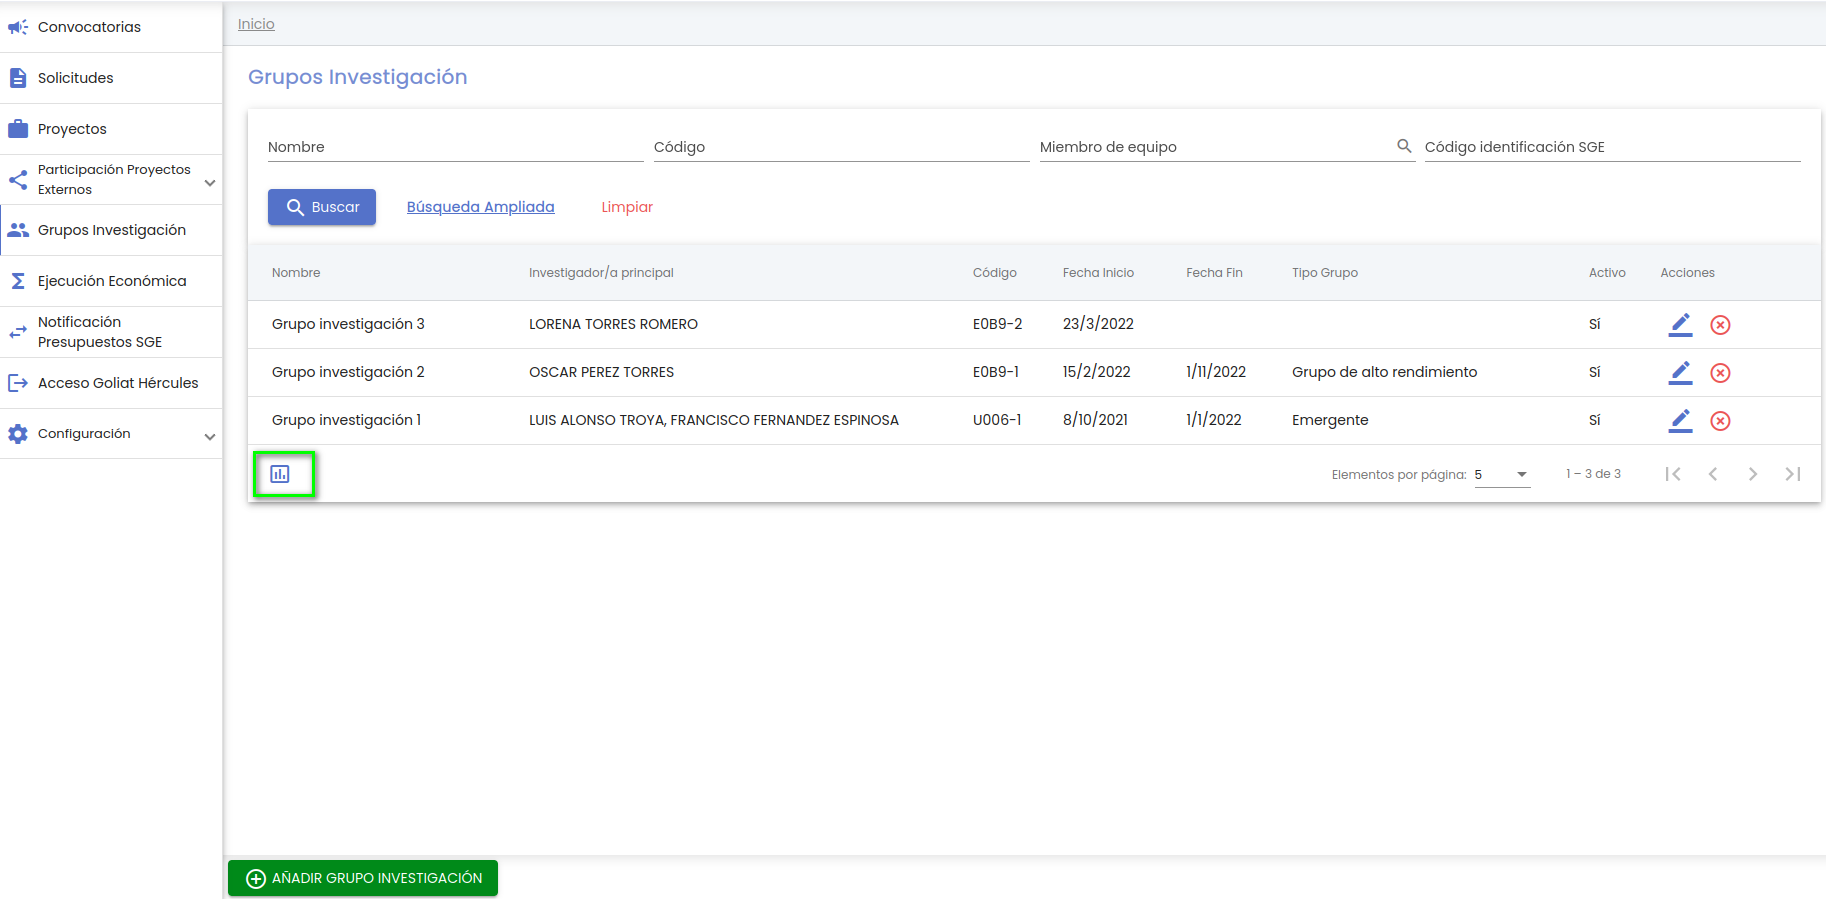 Convocatorias
Solicitudes
Proyectos
Participación Proyectos
Externos
Grupos Investigación
Ejecución Económica
Notificación
Presupuestos SGE
Acceso Goliat Hércules
Configuración
Inicio
Grupos Investigación
Nombre Código Miembro de equipo Código identificación SGE
Buscar Búsqueda Ampliada Limpiar
Nombre Investigador/a principal Código Fecha Inicio Fecha Fin Tipo Grupo Activo Acciones
Grupo investigación 3 LORENA TORRES ROMERO E0B9-2 23/3/2022 Sí
Grupo investigación 2 OSCAR PEREZ TORRES E0B9-1 15/2/2022 1/11/2022 Grupo de alto rendimiento Sí
Grupo investigación 1 LUIS ALONSO TROYA, FRANCISCO FERNANDEZ ESPINOSA U006-1 8/10/2021 1/1/2022 Emergente Sí
Elementos por página: 5 1 – 3 de 3
AÑADIR GRUPO INVESTIGACIÓN